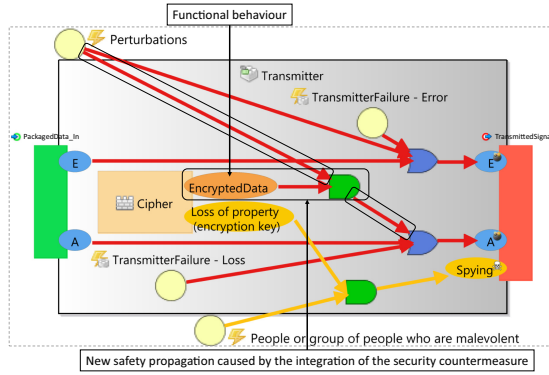 Functional behaviour
Perturbations
Transmitter
TransmitterFailure - Error
PackagedData_In
TransmittedSigna
E
E
EncryptedData
Cipher
Loss of property
(encryption key)
A
A
TransmitterFailure - Loss
Spying
People or group of people who are malevolent
New safety propagation caused by the integration of the security countermeasure